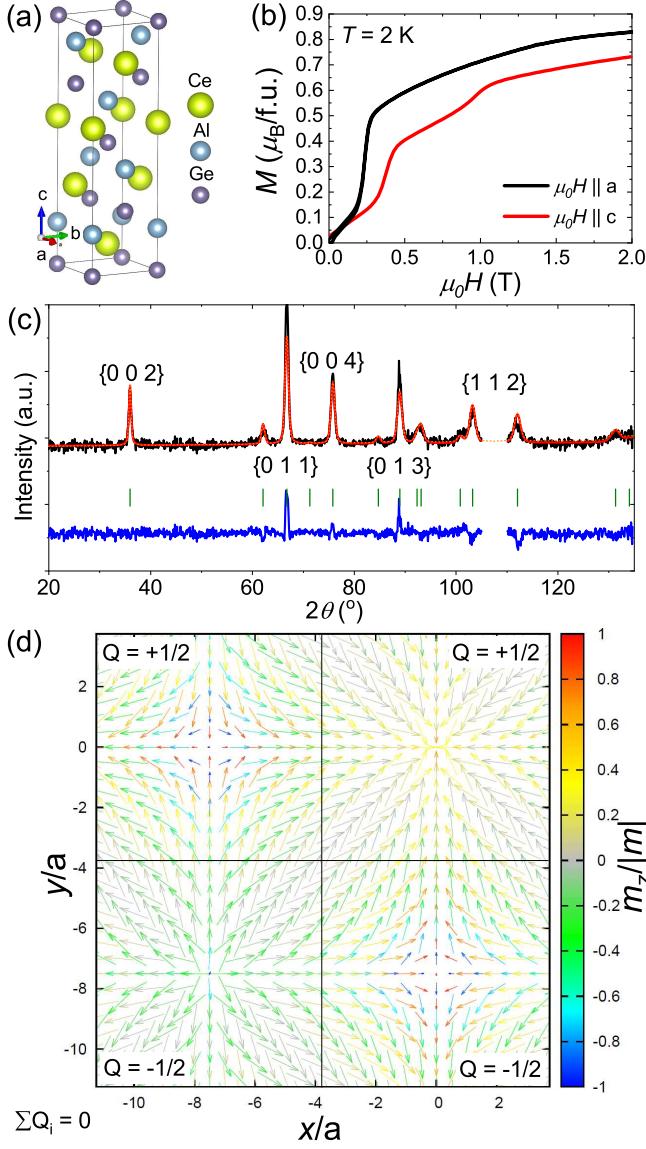 (a)
Ce
Al
Ge
c
b
a
(b)
T = 2 K
M (μB/f.u.)
0.9
0.8
0.7
0.6
0.5
0.4
0.3
0.2
0.1
0.0
μ0H || a
μ0H || c
0.0 0.5 1.0 1.5 2.0
μ0H (T)
(c)
Intensity (a.u.)
{0 0 2}
{0 0 4}
{1 1 2}
{0 1 1}
{0 1 3}
20 40 60 80 100 120
2θ (°)
(d)
Q = +1/2
Q = +1/2
Q = -1/2
Q = -1/2
y/a
2
0
-2
-4
-6
-8
-10
-10 -8 -6 -4 -2 0 2
x/a
ΣQi = 0
1
0.8
0.6
0.4
0.2
0
-0.2
-0.4
-0.6
-0.8
-1
mz/|m|